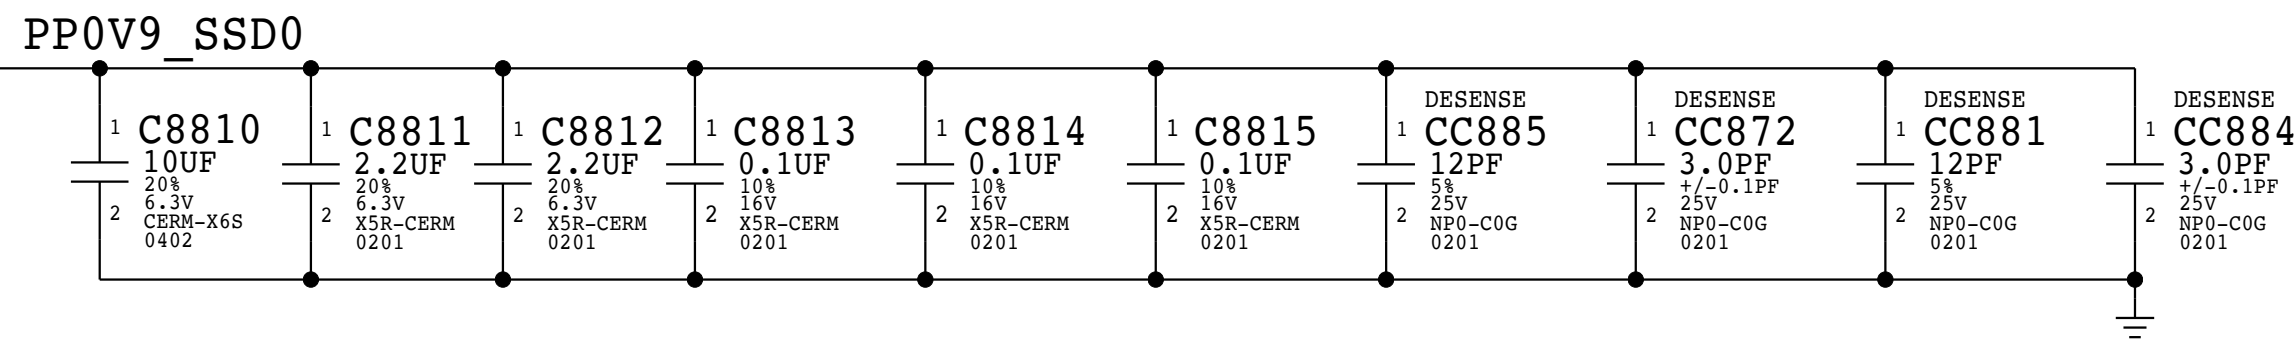 PP0V9_SSD0
1
C8810
10UF
20%
6.3V
CERM-X6S
0402
2
1
C8811
2.2UF
20%
6.3V
X5R-CERM
0201
2
1
C8812
2.2UF
20%
6.3V
X5R-CERM
0201
2
1
C8813
0.1UF
10%
16V
X5R-CERM
0201
2
1
C8814
0.1UF
10%
16V
X5R-CERM
0201
2
1
C8815
0.1UF
10%
16V
X5R-CERM
0201
2
DESENSE
1
CC885
12PF
5%
25V
NP0-C0G
0201
2
DESENSE
1
CC872
3.0PF
+/-0.1PF
25V
NP0-C0G
0201
2
DESENSE
1
CC881
12PF
5%
25V
NP0-C0G
0201
2
DESENSE
1
CC884
3.0PF
+/-0.1PF
25V
NP0-C0G
0201
2